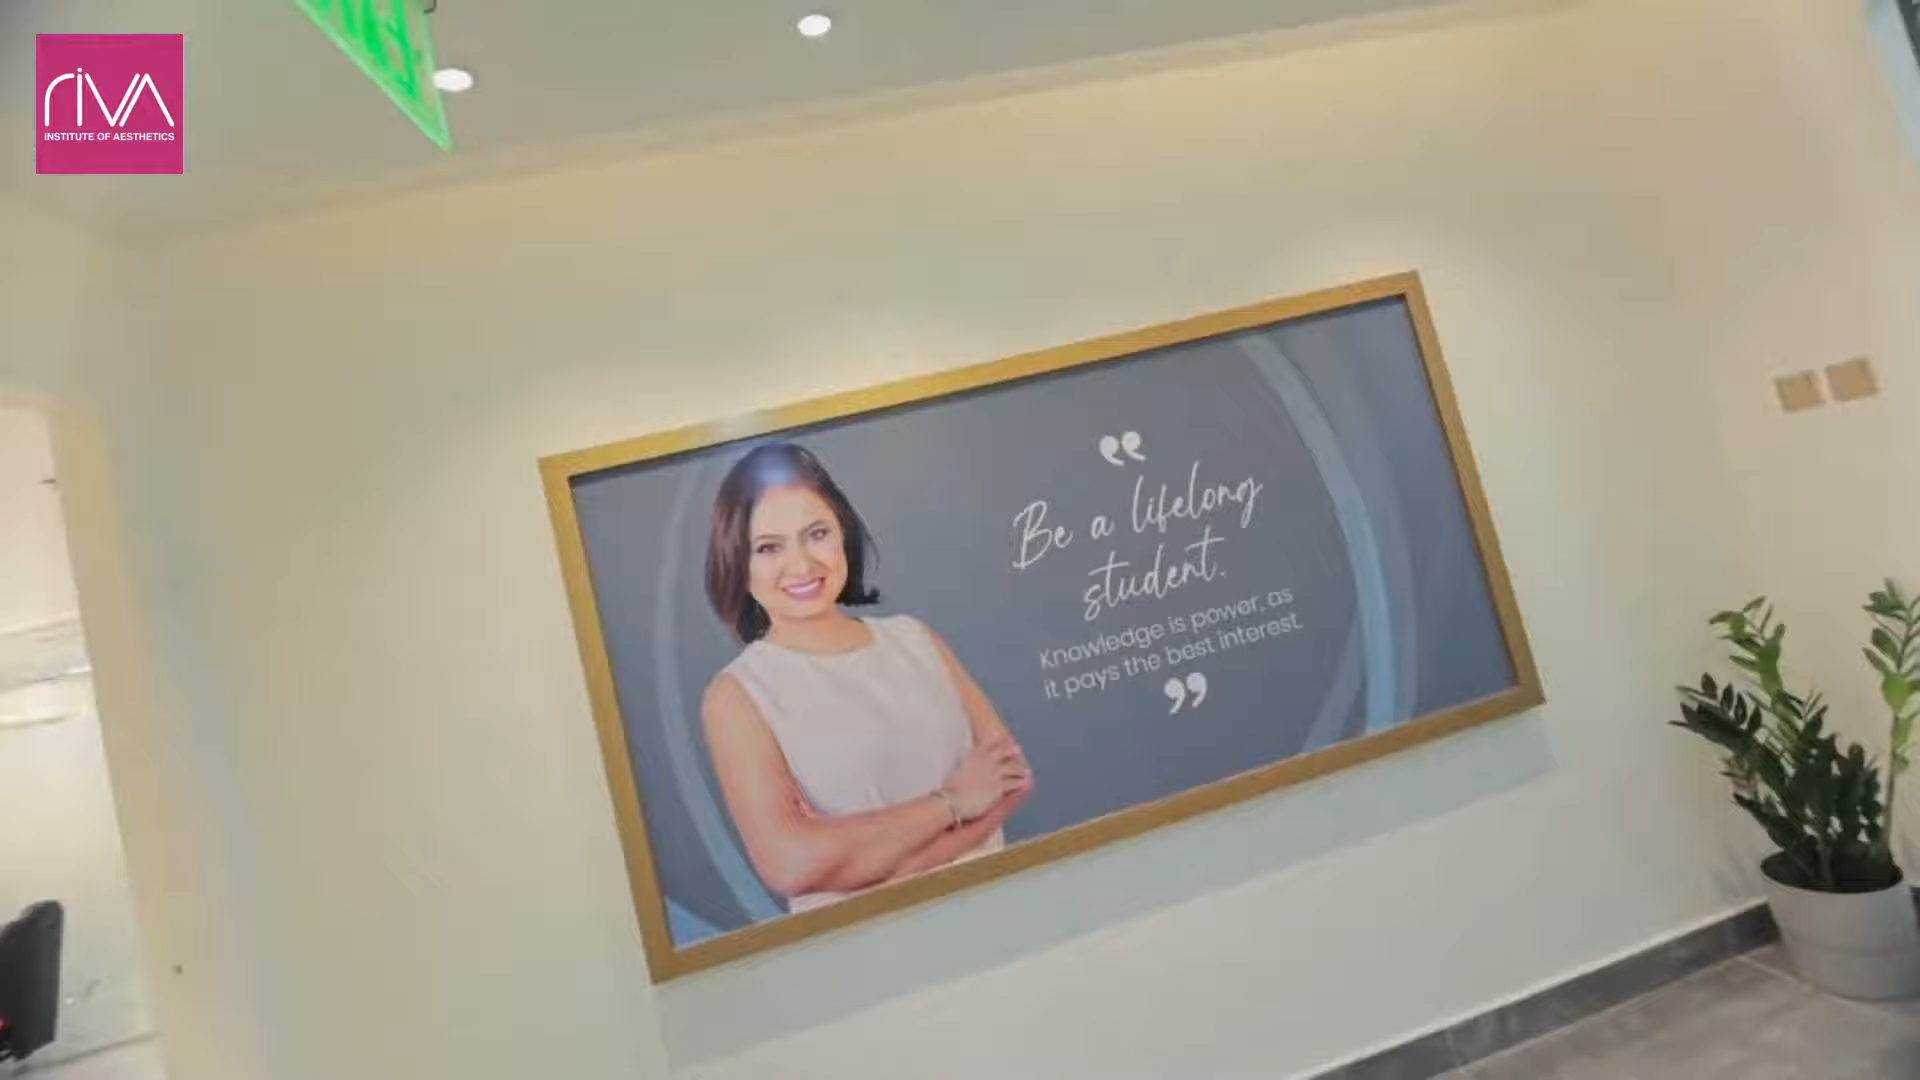 riVA
INSTITUTE OF AESTHETICS
Be a lifelong
student.
Knowledge is power, as
it pays the best interest.